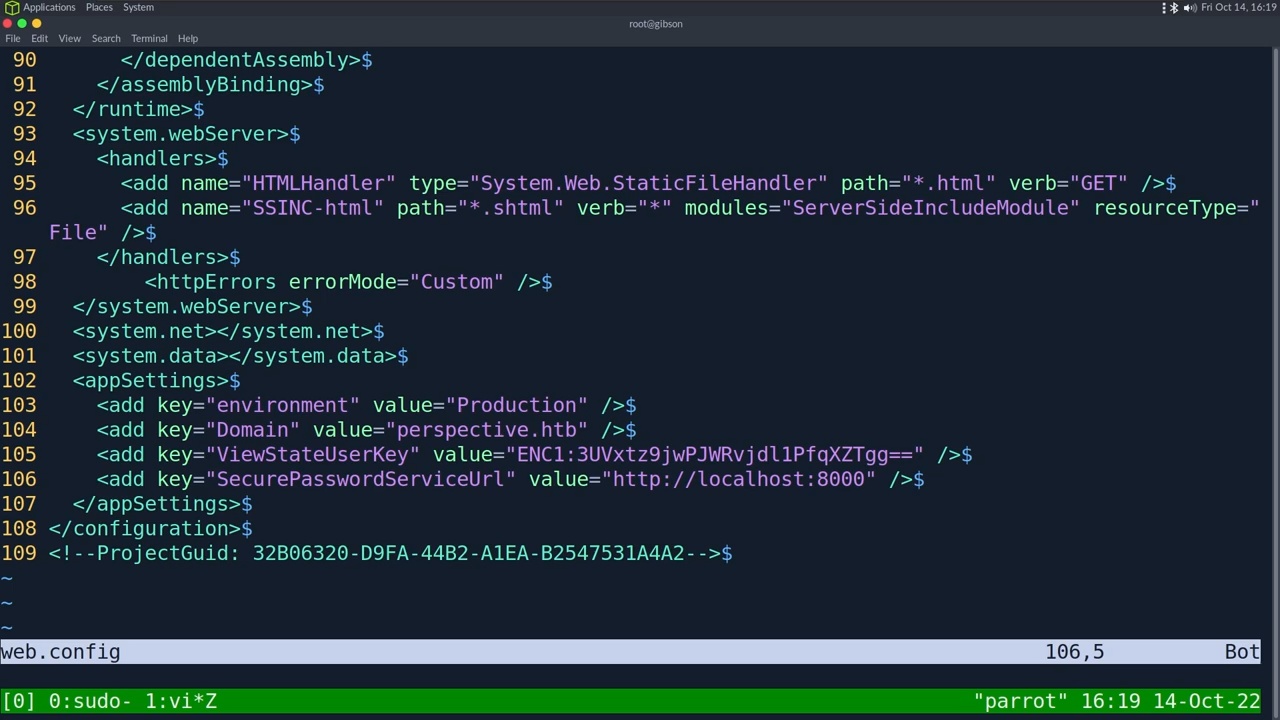 Applications Places System Fri Oct 14, 16:19
root@gibson
File Edit View Search Terminal Help
90       </dependentAssembly>$
91     </assemblyBinding>$
92   </runtime>$
93   <system.webServer>$
94     <handlers>$
95       <add name="HTMLHandler" type="System.Web.StaticFileHandler" path="*.html" verb="GET" />$
96       <add name="SSINC-html" path="*.shtml" verb="*" modules="ServerSideIncludeModule" resourceType="
File" />$
97     </handlers>$
98         <httpErrors errorMode="Custom" />$
99   </system.webServer>$
100   <system.net></system.net>$
101   <system.data></system.data>$
102   <appSettings>$
103     <add key="environment" value="Production" />$
104     <add key="Domain" value="perspective.htb" />$
105     <add key="ViewStateUserKey" value="ENC1:3UVxtz9jwPJWRvjdl1PfqXZTgg==" />$
106     <add key="SecurePasswordServiceUrl" value="http://localhost:8000" />$
107   </appSettings>$
108 </configuration>$
109 <!--ProjectGuid: 32B06320-D9FA-44B2-A1EA-B2547531A4A2-->$
~
~
~
web.config 106,5 Bot
[0] 0:sudo- 1:vi*Z "parrot" 16:19 14-Oct-22